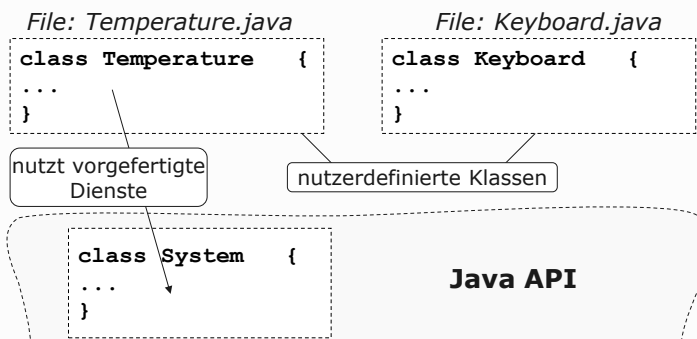 File: Temperature.java
File: Keyboard.java
class Temperature {
...
}
class Keyboard {
...
}
nutzt vorgefertigte
Dienste
nutzerdefinierte Klassen
class System {
...
}
Java API